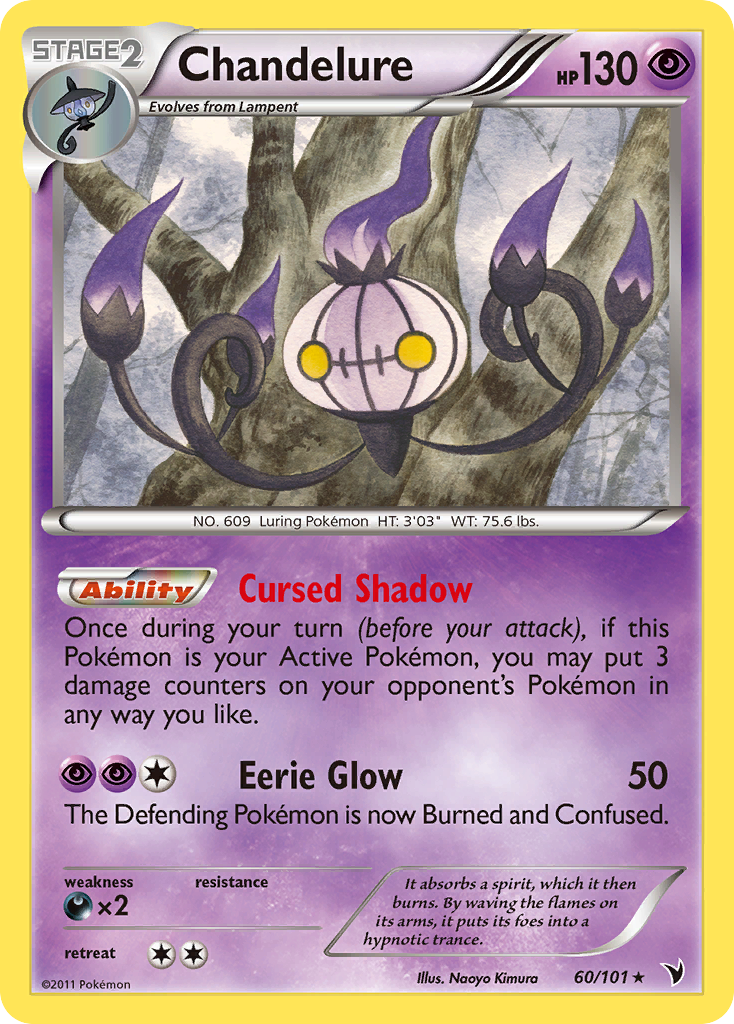 STAGE2
Chandelure
HP130
Evolves from Lampent
NO. 609 Luring Pokémon HT: 3'03" WT: 75.6 lbs.
Ability Cursed Shadow
Once during your turn (before your attack), if this
Pokémon is your Active Pokémon, you may put 3
damage counters on your opponent's Pokémon in
any way you like.
Eerie Glow 50
The Defending Pokémon is now Burned and Confused.
weakness resistance
×2
retreat
It absorbs a spirit, which it then
burns. By waving the flames on
its arms, it puts its foes into a
hypnotic trance.
©2011 Pokémon
Illus. Naoyo Kimura
60/101 ★